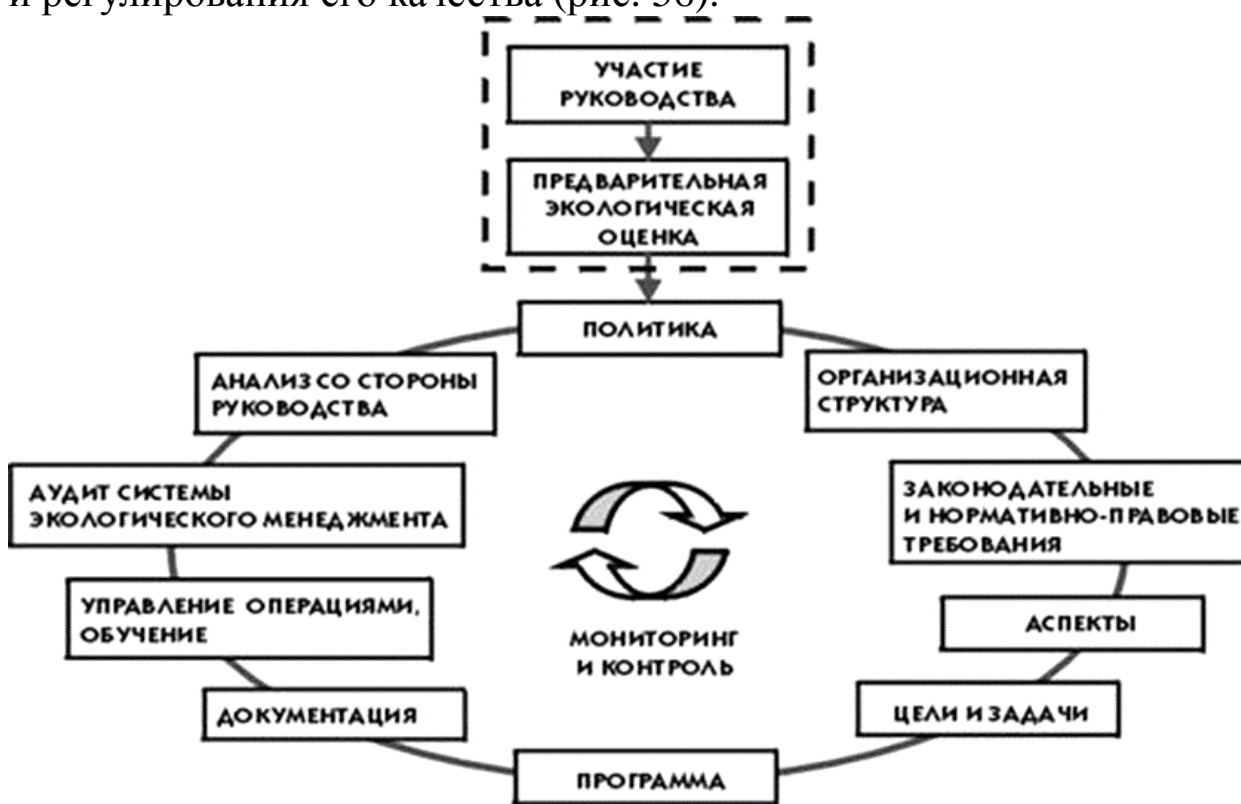 и регулирования его качества (рис. 38).
УЧАСТИЕ
РУКОВОДСТВА
ПРЕДВАРИТЕЛЬНАЯ
ЭКОЛОГИЧЕСКАЯ
ОЦЕНКА
ПОЛИТИКА
АНАЛИЗ СО СТОРОНЫ
РУКОВОДСТВА
ОРГАНИЗАЦИОННАЯ
СТРУКТУРА
АУДИТ СИСТЕМЫ
ЭКОЛОГИЧЕСКОГО МЕНЕДЖМЕНТА
ЗАКОНОДАТЕЛЬНЫЕ
И НОРМАТИВНО-ПРАВОВЫЕ
ТРЕБОВАНИЯ
УПРАВЛЕНИЕ ОПЕРАЦИЯМИ,
ОБУЧЕНИЕ
АСПЕКТЫ
МОНИТОРИНГ
И КОНТРОЛЬ
ДОКУМЕНТАЦИЯ
ЦЕЛИ И ЗАДАЧИ
ПРОГРАММА